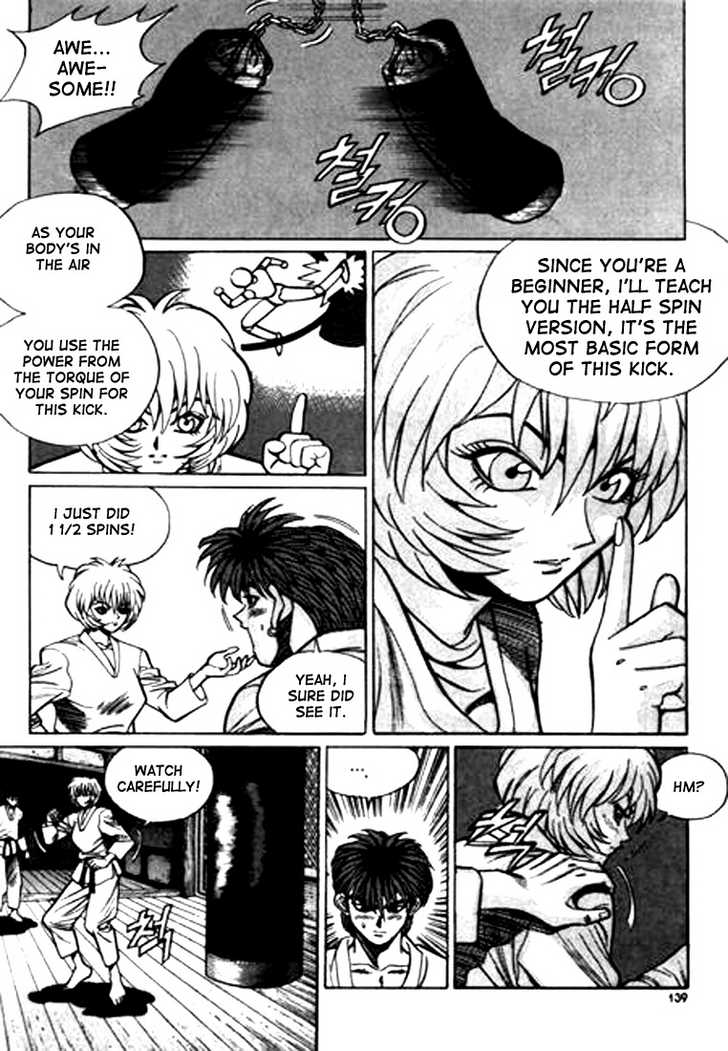 AWE...
AWE-
SOME!!
철
컹
철
컹
AS YOUR
BODY'S IN
THE AIR
YOU USE THE
POWER FROM
THE TORQUE OF
YOUR SPIN FOR
THIS KICK.
SINCE YOU'RE A
BEGINNER, I'LL TEACH
YOU THE HALF SPIN
VERSION, IT'S THE
MOST BASIC FORM
OF THIS KICK.
I JUST DID
1 1/2 SPINS!
YEAH, I
SURE DID
SEE IT.
WATCH
CAREFULLY!
척
...
HM?
139